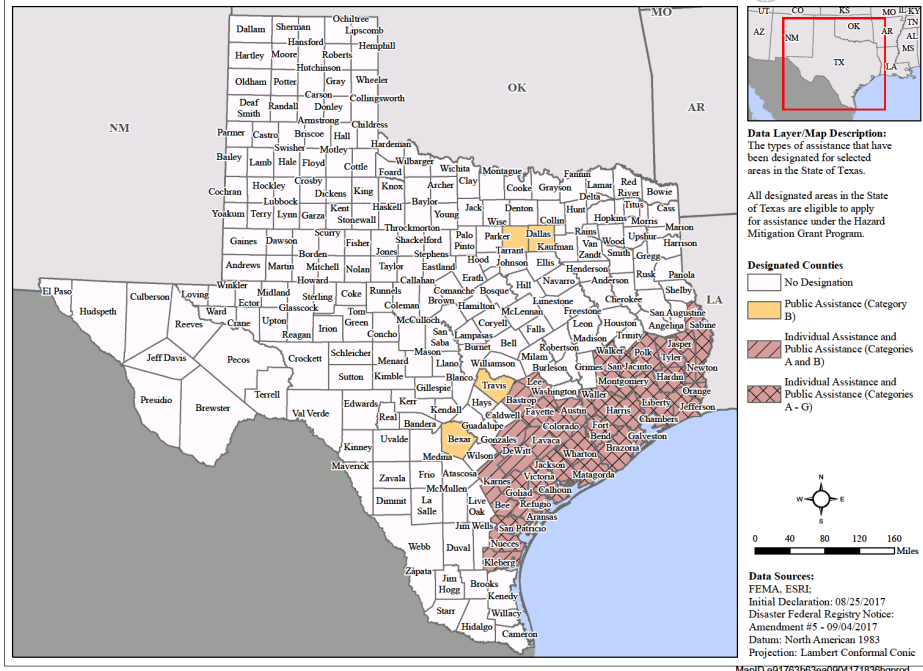 MO
Ochiltree
Dallam
Sherman
Lipscomb
Hansford
Hemphill
Hartley
Moore
Roberts
Hutchinson
OK
Oldham
Potter
Gray
Wheeler
Carson
Collingsworth
Deaf
Smith
Randall
Donley
AR
Armstrong
NM
Childress
Parmer
Castro
Briscoe
Hall
Swisher
Motley
Hardeman
Bailey
Lamb
Hale
Floyd
Cottle
Foard
Wilbarger
Wichita
Montague
Fannin
Cochran
Hockley
Crosby
Dickens
King
Knox
Archer
Clay
Cooke
Grayson
Lamar
Red
River
Bowie
Delta
Lubbock
Baylor
Titus
Cass
Yoakum
Terry
Lynn
Garza
Kent
Stonewall
Haskell
Young
Jack
Denton
Collin
Hunt
Hopkins
Morris
Wise
Marion
Throckmorton
Scurry
Gaines
Dawson
Fisher
Jones
Shackelford
Stephens
Palo
Pinto
Parker
Dallas
Tarrant
Kaufman
Rains
Van
Zandt
Wood
Upshur
Harrison
Smith
Gregg
Borden
Andrews
Martin
Mitchell
Nolan
Taylor
Callahan
Eastland
Hood
Johnson
Ellis
Henderson
Rusk
Panola
Howard
Erath
Navarro
Anderson
Shelby
El Paso
Hudspeth
Culberson
Loving
Winkler
Ector
Midland
Glasscock
Sterling
Coke
Runnels
Coleman
Brown
Comanche
Bosque
Hill
Limestone
Freestone
Cherokee
LA
Ward
Crane
Upton
Reagan
Irion
Tom
Green
Concho
McCulloch
Hamilton
McLennan
San Augustine
Angelina
Sabine
Reeves
San
Saba
Lampasas
Coryell
Falls
Leon
Houston
Madison
Trinity
Jeff Davis
Pecos
Crockett
Schleicher
Menard
Mason
Burnet
Bell
Robertson
Milam
Walker
Polk
Jasper
Tyler
Newton
Llano
Williamson
Burleson
Grimes
San Jacinto
Sutton
Kimble
Blanco
Travis
Lee
Washington
Montgomery
Hardin
Presidio
Brewster
Terrell
Gillespie
Hays
Bastrop
Waller
Liberty
Orange
Val Verde
Edwards
Kerr
Kendall
Caldwell
Fayette
Austin
Harris
Chambers
Jefferson
Real
Bandera
Guadalupe
Colorado
Fort
Bend
Galveston
Kinney
Uvalde
Medina
Bexar
Wilson
Gonzales
DeWitt
Lavaca
Wharton
Brazoria
Maverick
Zavala
Frio
Atascosa
Karnes
Jackson
Victoria
Matagorda
McMullen
Goliad
Calhoun
Dimmit
La
Salle
Live
Oak
Bee
Refugio
Aransas
Jim Wells
San Patricio
Webb
Duval
Nueces
Kleberg
Zapata
Jim
Hogg
Brooks
Kenedy
Starr
Willacy
Hidalgo
Cameron
UT
CO
KS
MO
IL
KY
TN
AZ
NM
OK
AR
AL
MS
TX
LA
Data Layer/Map Description:
The types of assistance that have
been designated for selected
areas in the State of Texas.
All designated areas in the State
of Texas are eligible to apply
for assistance under the Hazard
Mitigation Grant Program.
Designated Counties
No Designation
Public Assistance (Category
B)
Individual Assistance and
Public Assistance (Categories
A and B)
Individual Assistance and
Public Assistance (Categories
A - G)
N
W E
S
0 40 80 120 160
Miles
Data Sources:
FEMA, ESRI;
Initial Declaration: 08/25/2017
Disaster Federal Registry Notice:
Amendment #5 - 09/04/2017
Datum: North American 1983
Projection: Lambert Conformal Conic